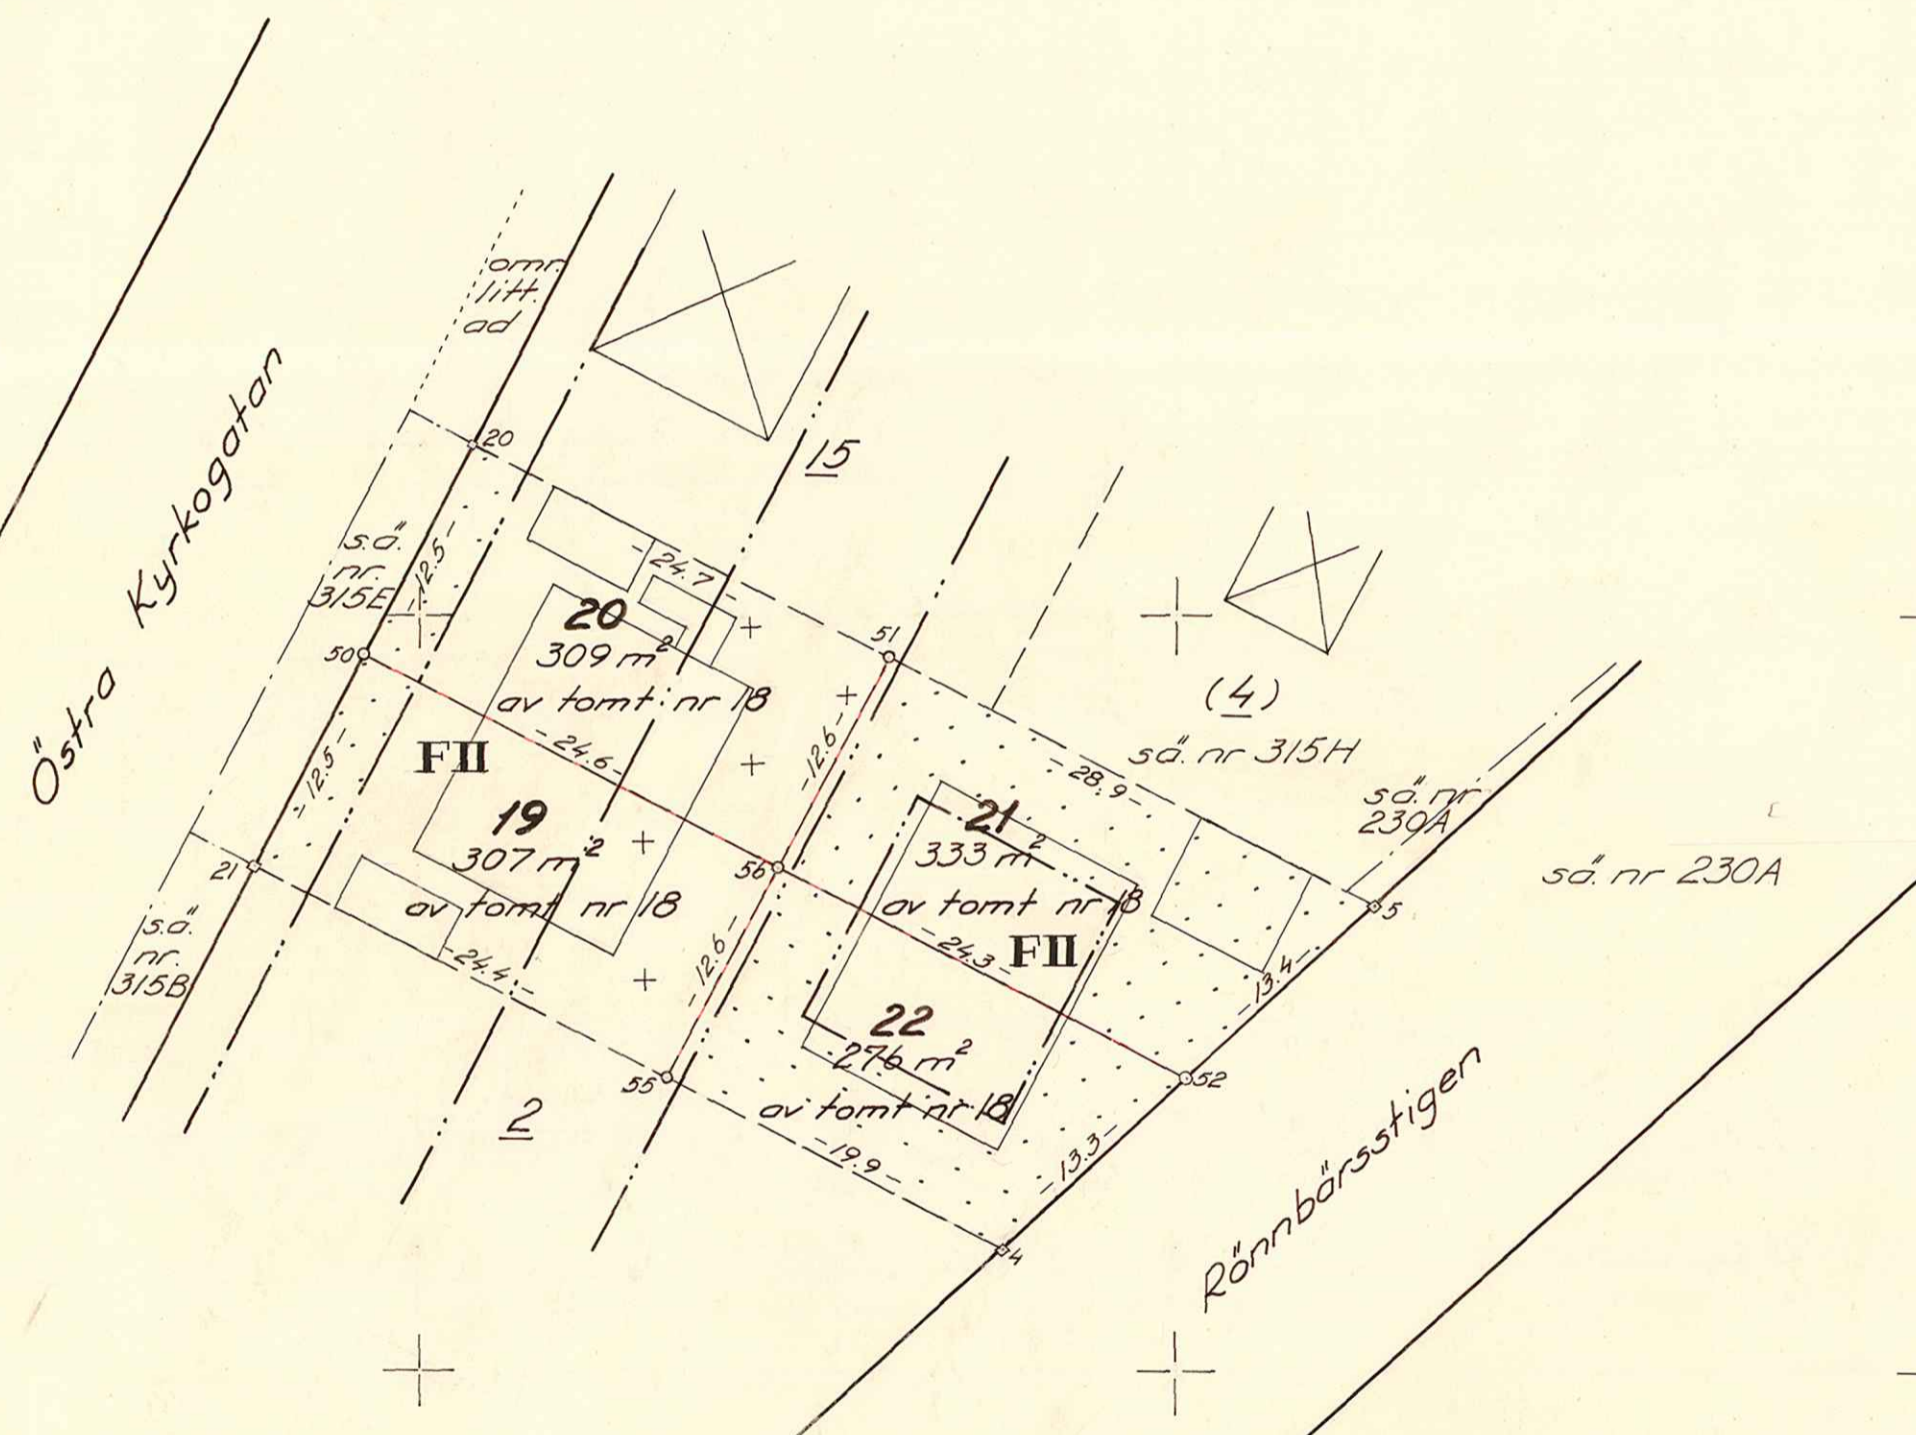 Östra Kyrkogatan
omr.
litt.
ad
15
20
s.ä.
nr.
315E
-12.5-
-24.7-
20
309 m²
av tomt nr 18
50
51
(4)
sä. nr 315H
-24.6-
-12.6-
-28.9-
sä. nr
230A
sä. nr 230A
FII
-12.5-
19
307 m²
av tomt nr 18
21
56
21
333 m²
av tomt nr 18
5
s.ä.
nr.
315B
-24.4-
-12.6-
-24.3-
FII
-13.4-
22
276 m²
av tomt nr 18
55
52
2
-19.9-
-13.3-
4
Rönnbärsstigen